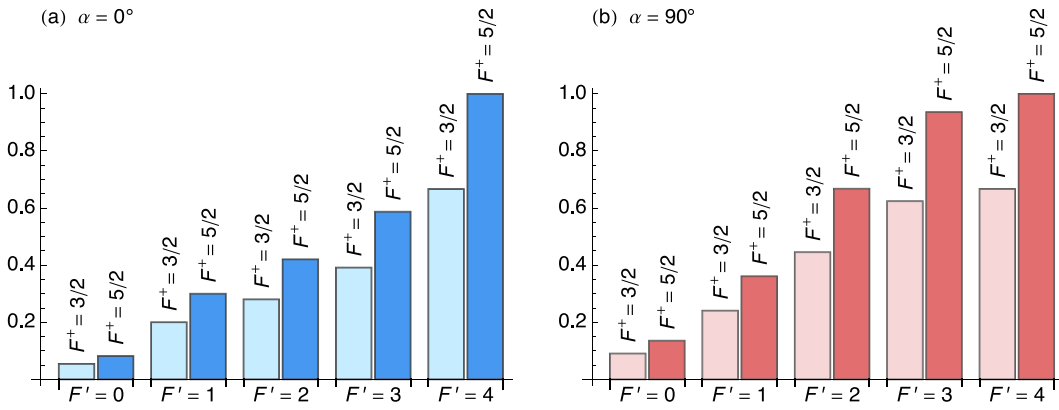 (a) α = 0°
F⁺ = 3/2
F⁺ = 5/2
F⁺ = 3/2
F⁺ = 5/2
F⁺ = 3/2
F⁺ = 5/2
F⁺ = 3/2
F⁺ = 5/2
F⁺ = 3/2
F⁺ = 5/2
1.0
0.8
0.6
0.4
0.2
F' = 0
F' = 1
F' = 2
F' = 3
F' = 4
(b) α = 90°
F⁺ = 3/2
F⁺ = 5/2
F⁺ = 3/2
F⁺ = 5/2
F⁺ = 3/2
F⁺ = 5/2
F⁺ = 3/2
F⁺ = 5/2
F⁺ = 3/2
F⁺ = 5/2
1.0
0.8
0.6
0.4
0.2
F' = 0
F' = 1
F' = 2
F' = 3
F' = 4